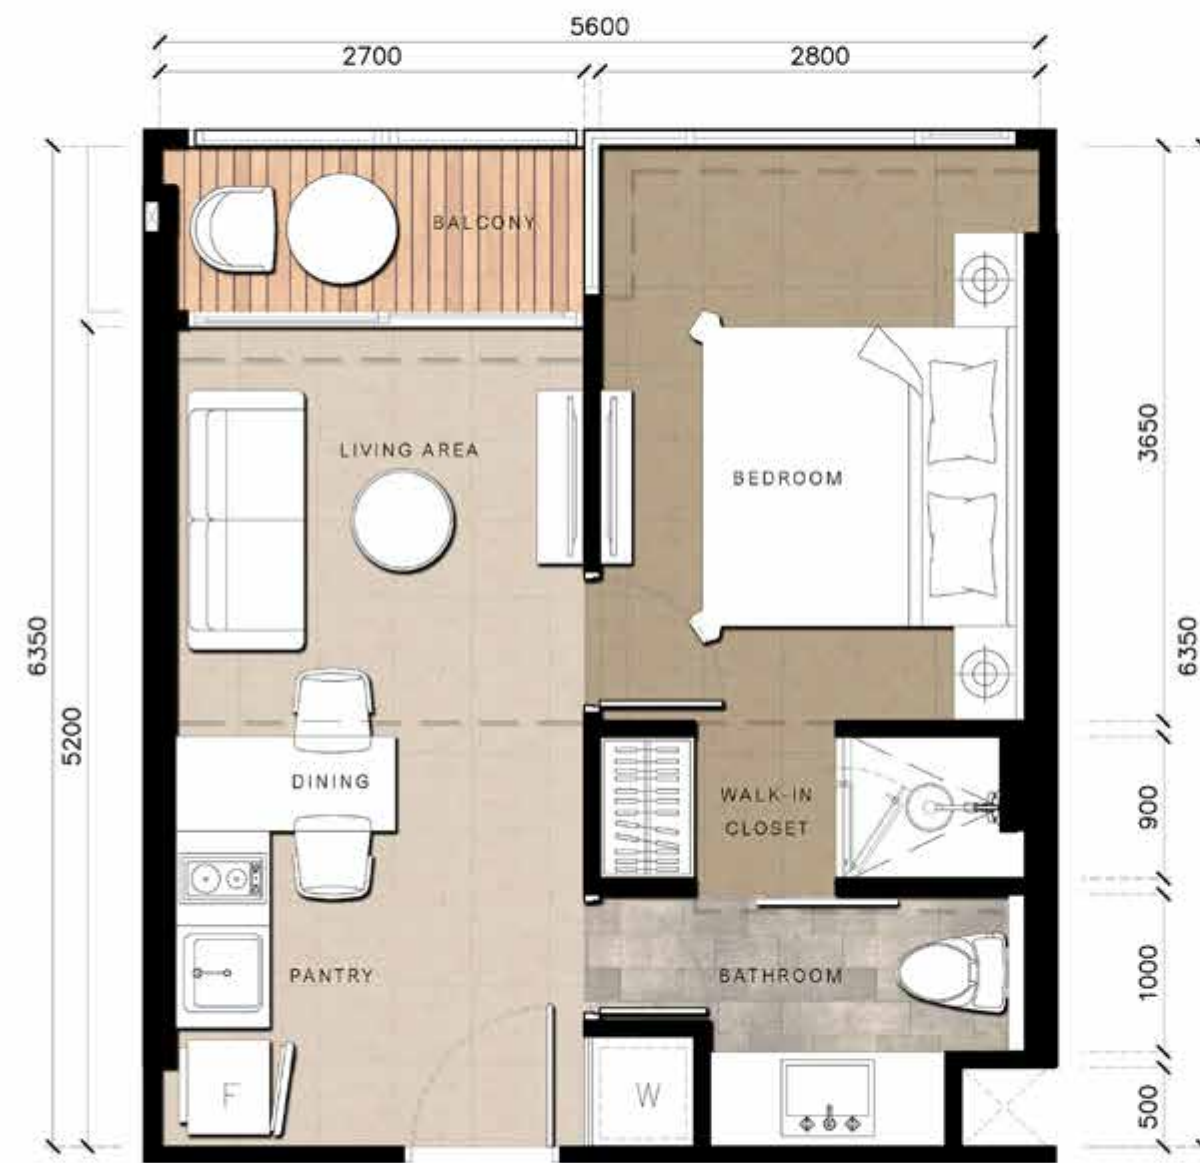 5600
2700
2800
BALCONY
LIVING AREA
BEDROOM
3650
6350
6350
5200
DINING
WALK-IN
CLOSET
900
PANTRY
BATHROOM
1000
F
W
500